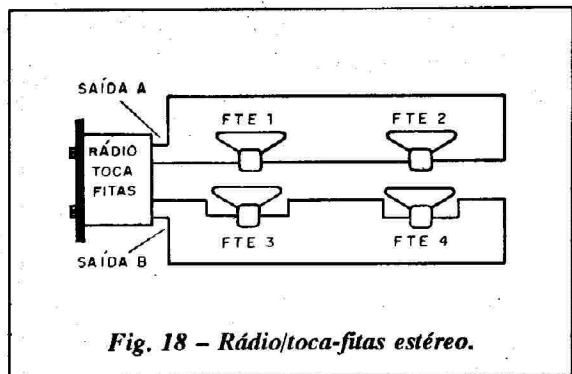 SAÍDA A
FTE 1
FTE 2
RÁDIO
TOCA
FITAS
FTE 3
FTE 4
SAÍDA B
Fig. 18 – Rádio/toca-fitas estéreo.